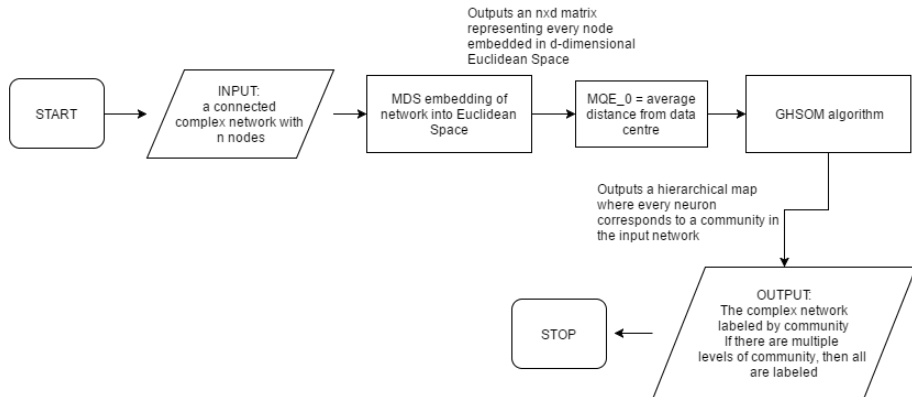 Outputs an nxd matrix
representing every node
embedded in d-dimensional
Euclidean Space
START
INPUT:
a connected
complex network with
n nodes
MDS embedding of
network into Euclidean
Space
MQE_0 = average
distance from data
centre
GHSOM algorithm
Outputs a hierarchical map
where every neuron
corresponds to a community in
the input network
OUTPUT:
The complex network
labeled by community
If there are multiple
levels of community, then all
are labeled
STOP